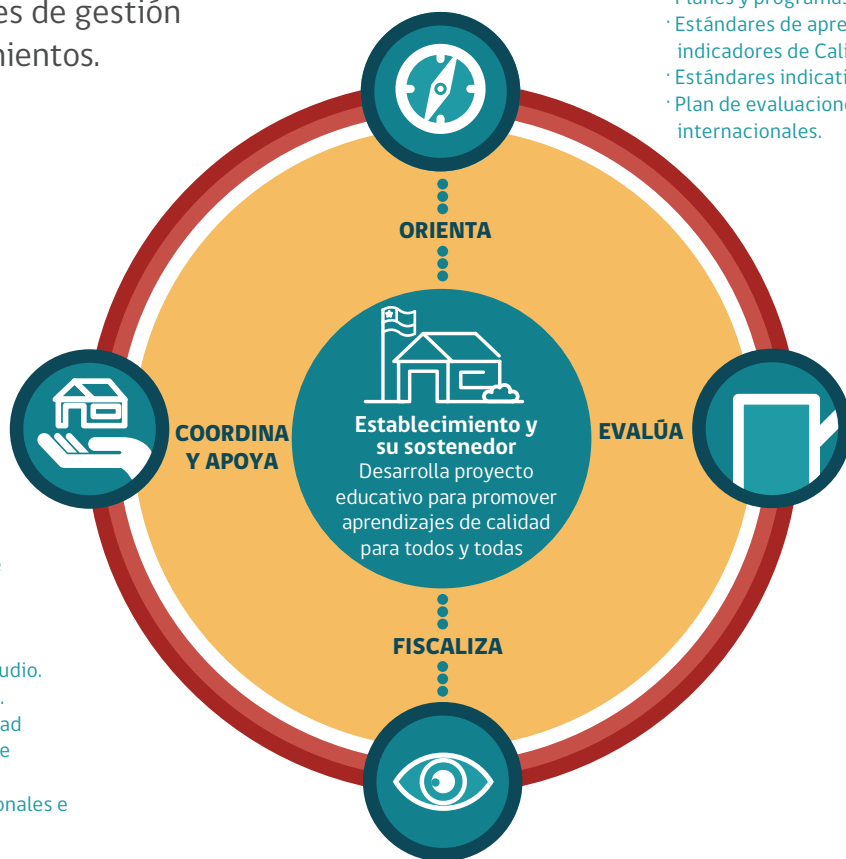 es de gestión
mientos.
Planes y programas
· Estándares de apre
indicadores de Cali
· Estándares indicati
· Plan de evaluacione
internacionales.
ORIENTA
COORDINA
Y APOYA
Establecimiento y
su sostenedor
Desarrolla proyecto
educativo para promover
aprendizajes de calidad
para todos y todas
EVALÚA
FISCALIZA
udio.
.
ad
e
onales e